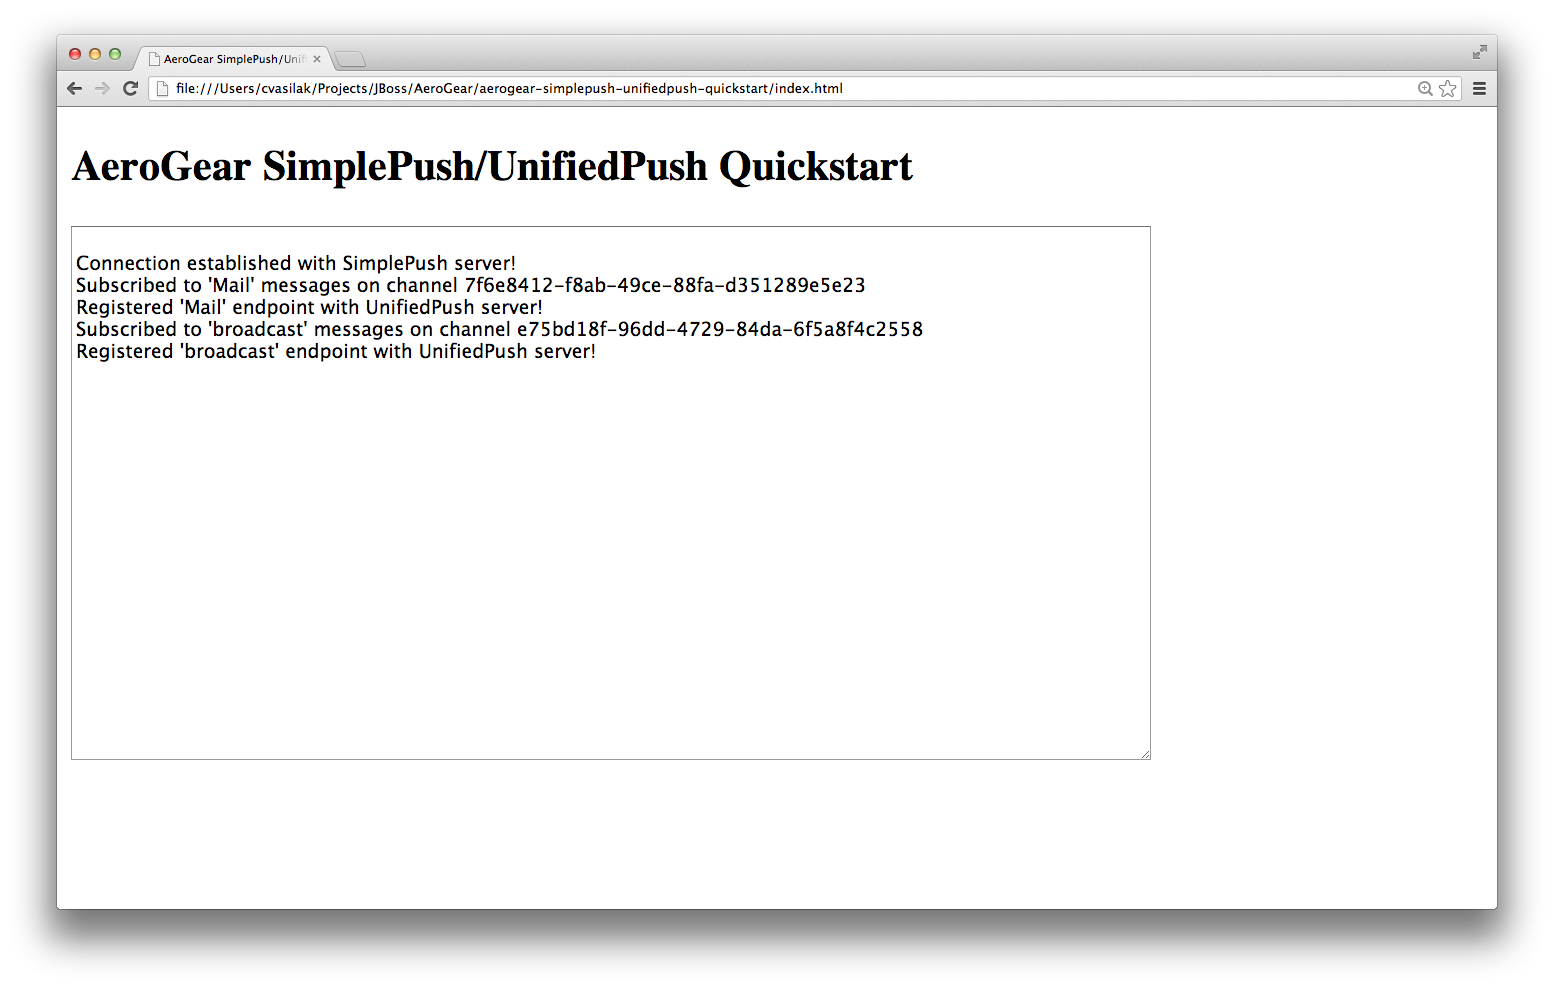 AeroGear SimplePush/Unif
file:///Users/cvasilak/Projects/JBoss/AeroGear/aerogear-simplepush-unifiedpush-quickstart/index.html
AeroGear SimplePush/UnifiedPush Quickstart
Connection established with SimplePush server!
Subscribed to 'Mail' messages on channel 7f6e8412-f8ab-49ce-88fa-d351289e5e23
Registered 'Mail' endpoint with UnifiedPush server!
Subscribed to 'broadcast' messages on channel e75bd18f-96dd-4729-84da-6f5a8f4c2558
Registered 'broadcast' endpoint with UnifiedPush server!